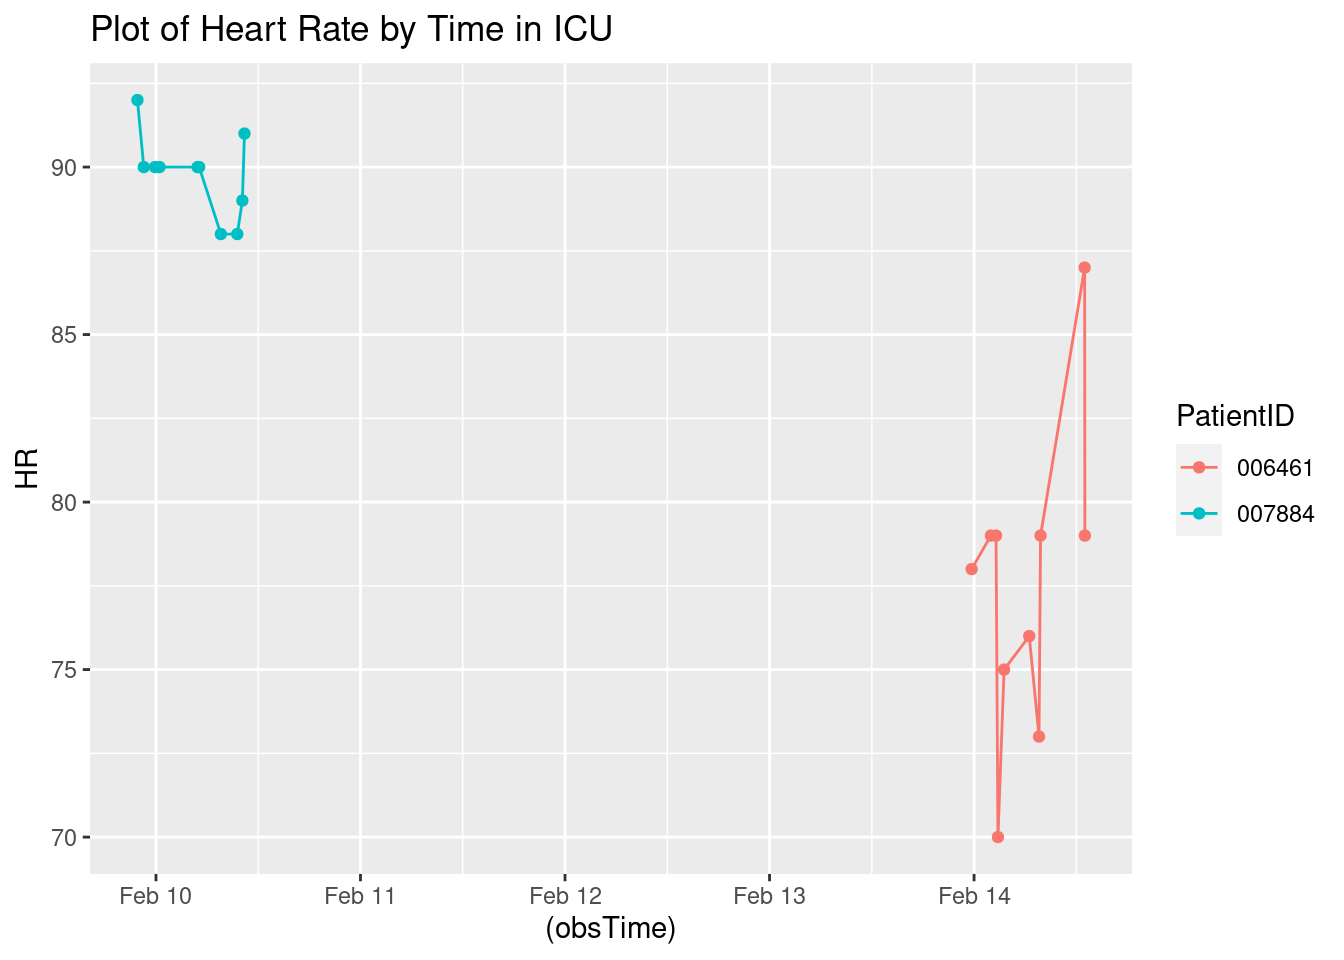 Plot of Heart Rate by Time in ICU
HR
90
85
80
75
70
Feb 10
Feb 11
Feb 12
Feb 13
Feb 14
(obsTime)
PatientID
006461
007884